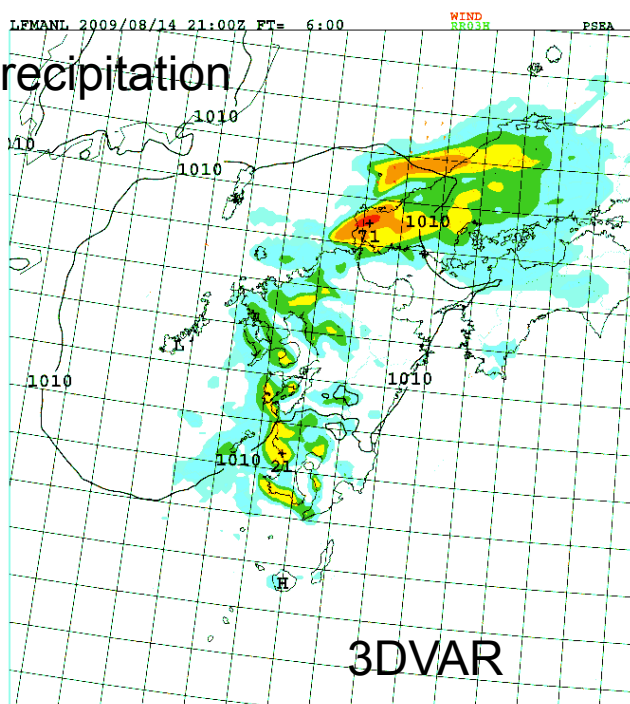 WIND
LFMANL 2009/08/14 21:00Z FT= 6:00 RR03H PSEA
recipitation
1010
010
1010
1010
71
L
1010
1010
1010 21
H
3DVAR